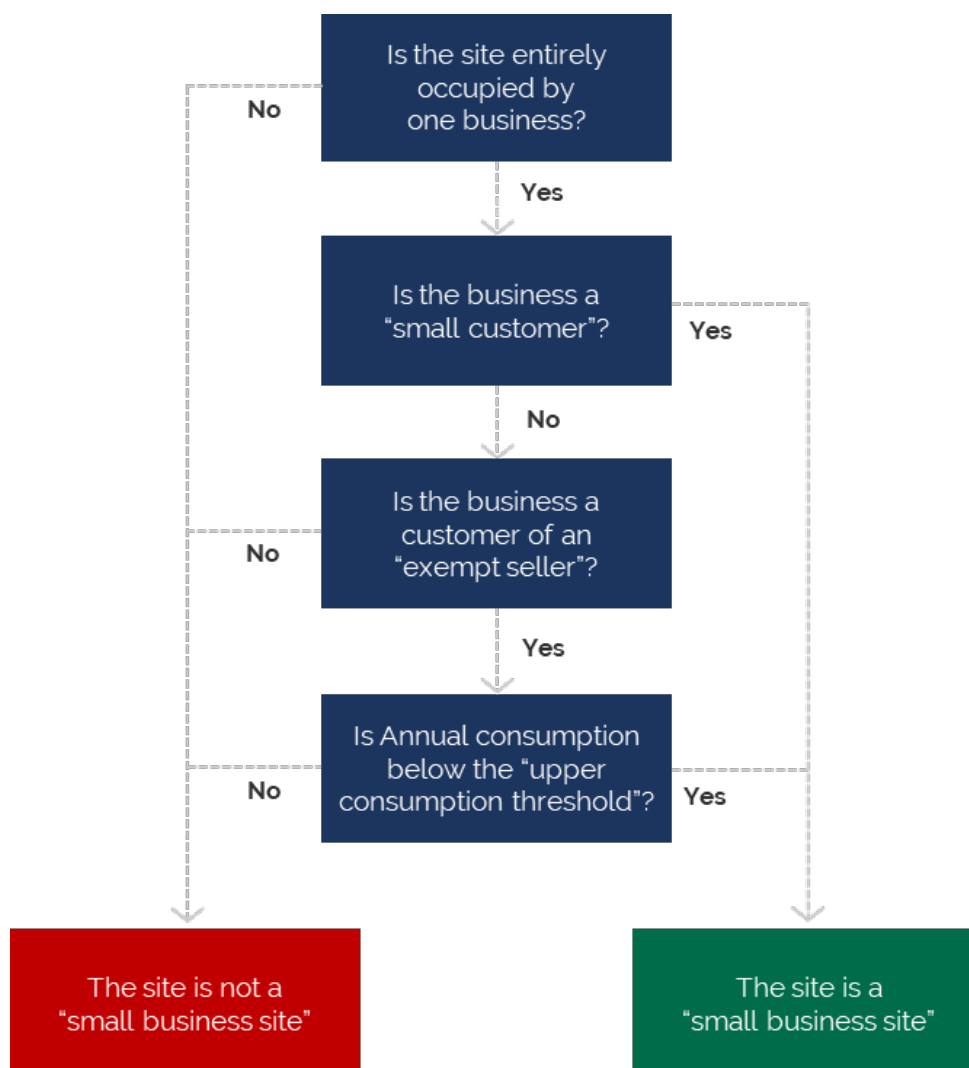 Is the site entirely
occupied by
one business?
No
Yes
Is the business a
“small customer”?
Yes
No
Is the business a
customer of an
“exempt seller”?
No
Yes
Is Annual consumption
below the “upper
consumption threshold”?
No
Yes
The site is not a
“small business site”
The site is a
“small business site”